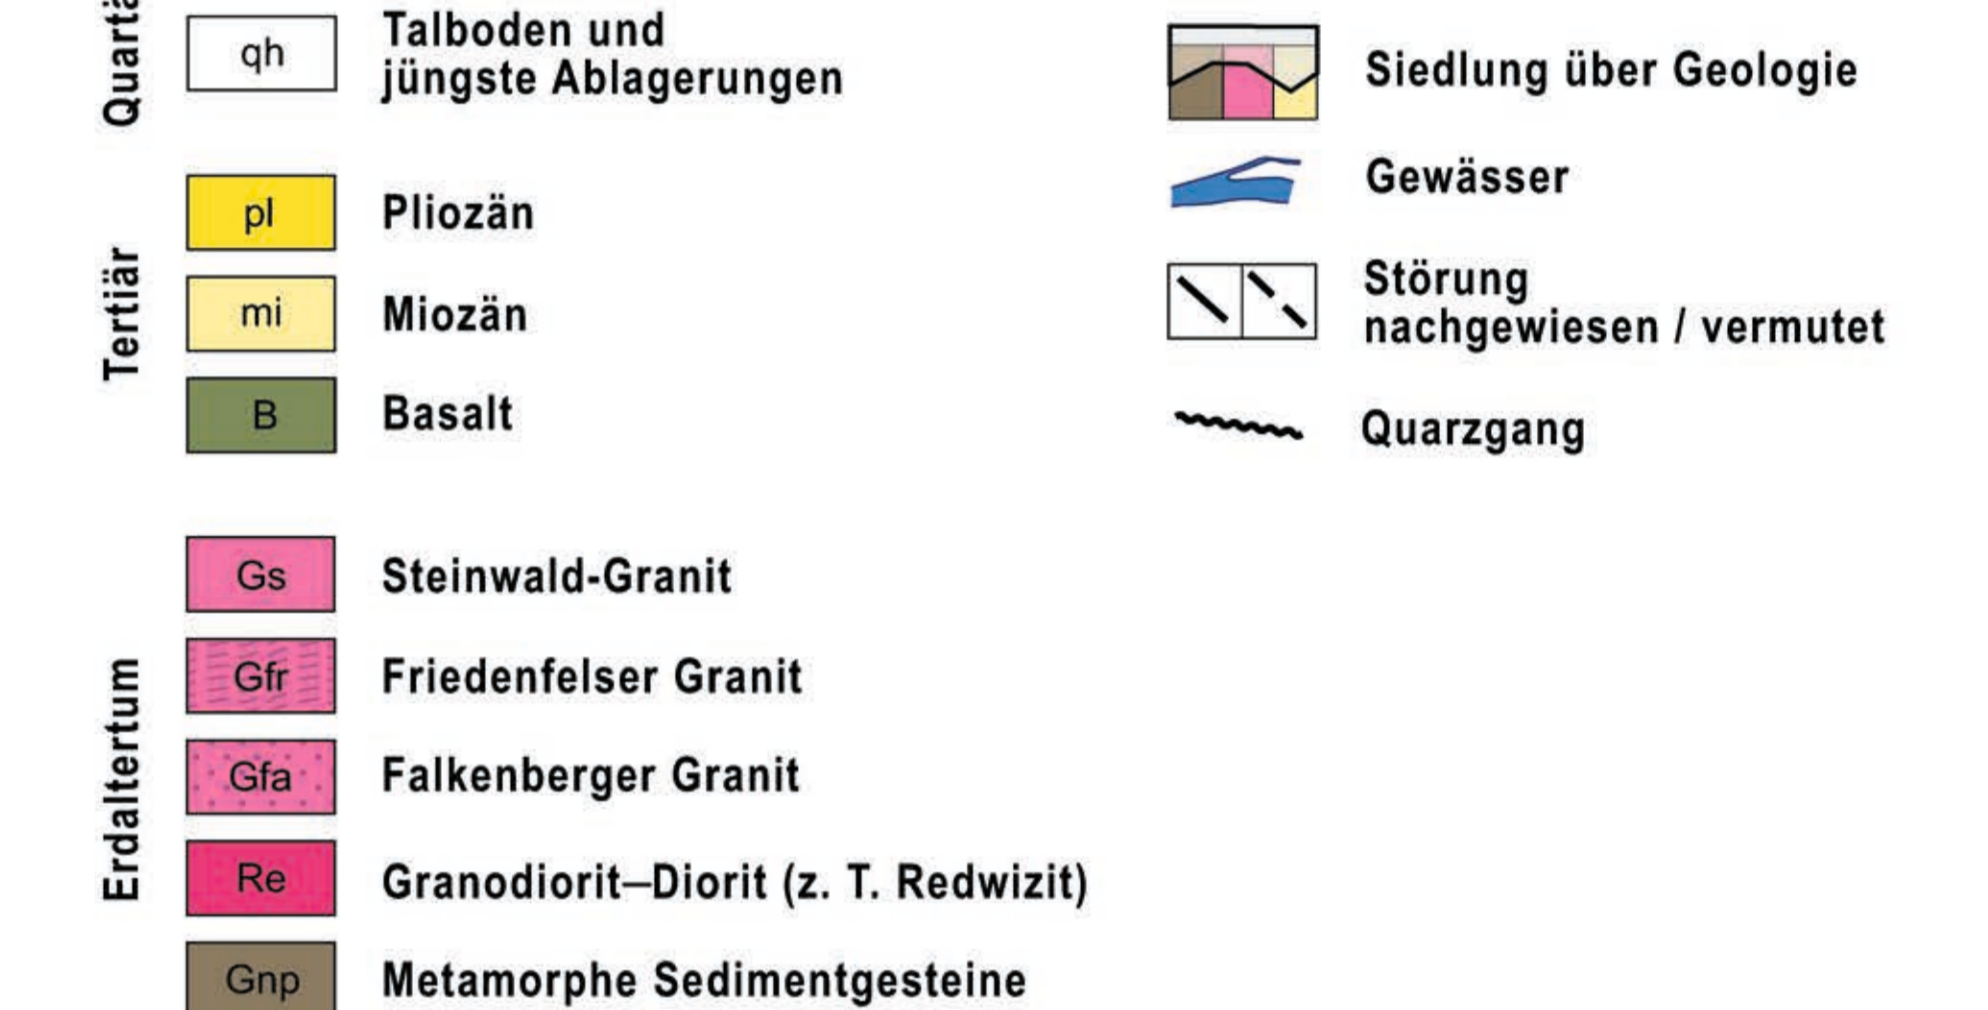 Quartä
qh
Talboden und
jüngste Ablagerungen
Tertiär
pl
Pliozän
mi
Miozän
B
Basalt
Erdaltertum
Gs
Steinwald-Granit
Gfr
Friedenfelser Granit
Gfa
Falkenberger Granit
Re
Granodiorit–Diorit (z. T. Redwizit)
Gnp
Metamorphe Sedimentgesteine
Siedlung über Geologie
Gewässer
Störung
nachgewiesen / vermutet
Quarzgang